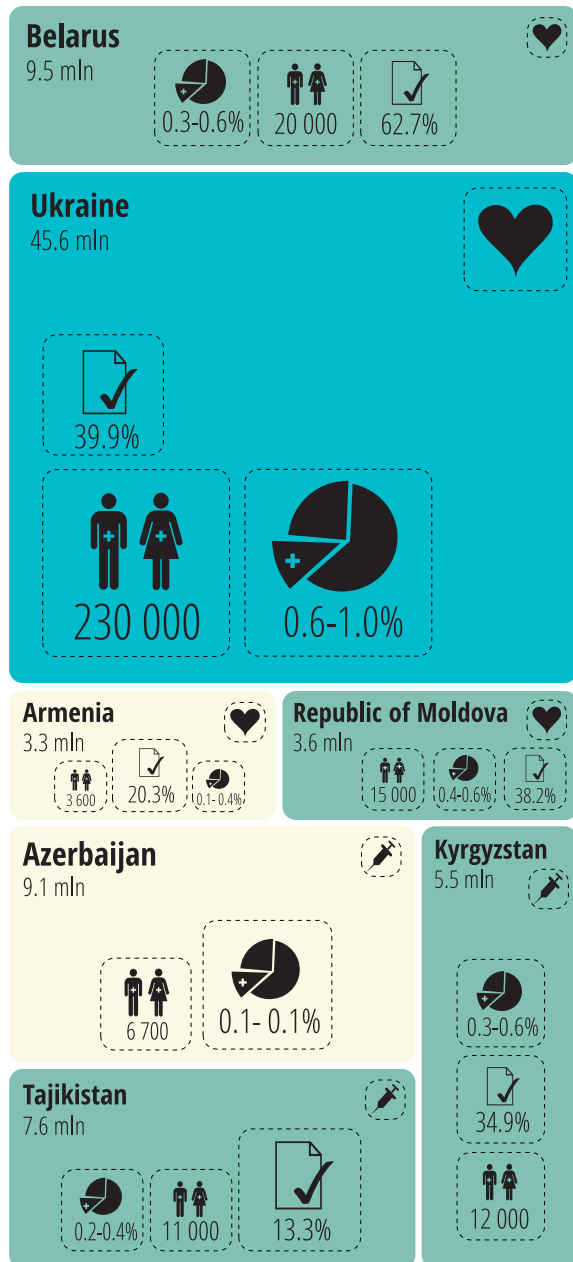 Belarus
9.5 mln
0.3-0.6%
20 000
62.7%
Ukraine
45.6 mln
39.9%
230 000
0.6-1.0%
Armenia
3.3 mln
3 600
20.3%
0.1- 0.4%
Republic of Moldova
3.6 mln
15 000
0.4-0.6%
38.2%
Azerbaijan
9.1 mln
6 700
0.1- 0.1%
Kyrgyzstan
5.5 mln
0.3-0.6%
34.9%
12 000
Tajikistan
7.6 mln
0.2-0.4%
11 000
13.3%